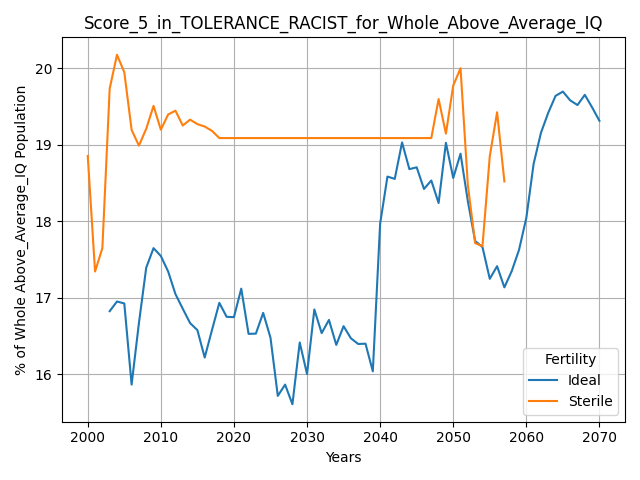 Score_5_in_TOLERANCE_RACIST_for_Whole_Above_Average_IQ
% of Whole Above_Average_IQ Population
20
19
18
17
16
2000 2010 2020 2030 2040 2050 2060 2070
Years
Fertility
Ideal
Sterile